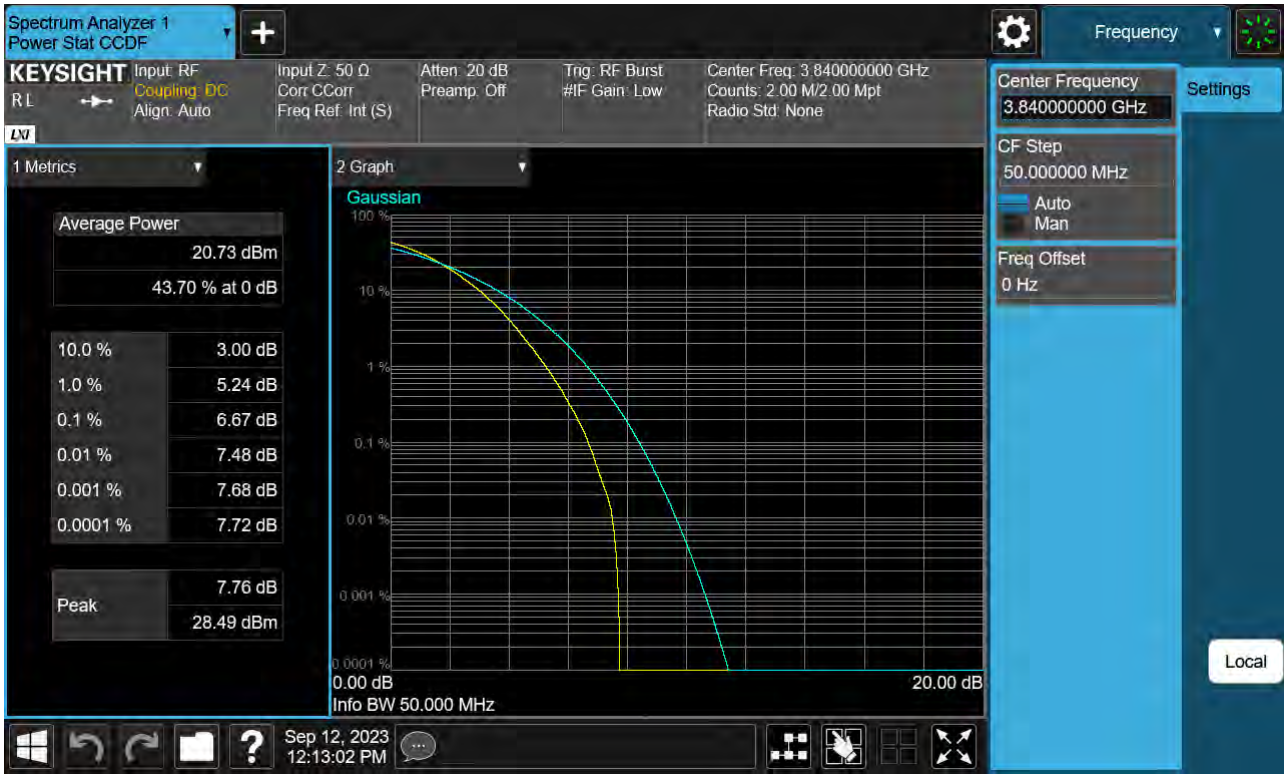 Spectrum Analyzer 1
Power Stat CCDF
+
Frequency
KEYSIGHT
RL
LXI
Input: RF
Coupling: DC
Align: Auto
Input Z: 50 Ω
Corr CCorr
Freq Ref: Int (S)
Atten: 20 dB
Preamp: Off
Trig: RF Burst
#IF Gain: Low
Center Freq: 3.840000000 GHz
Counts: 2.00 M/2.00 Mpt
Radio Std: None
Center Frequency
3.840000000 GHz
Settings
CF Step
50.000000 MHz
Auto
Man
Freq Offset
0 Hz
1 Metrics
Average Power
20.73 dBm
43.70 % at 0 dB
10.0 % 3.00 dB
1.0 % 5.24 dB
0.1 % 6.67 dB
0.01 % 7.48 dB
0.001 % 7.68 dB
0.0001 % 7.72 dB
Peak
7.76 dB
28.49 dBm
2 Graph
Gaussian
100 %
10 %
1 %
0.1 %
0.01 %
0.001 %
0.0001 %
0.00 dB 20.00 dB
Info BW 50.000 MHz
Local
?
Sep 12, 2023
12:13:02 PM